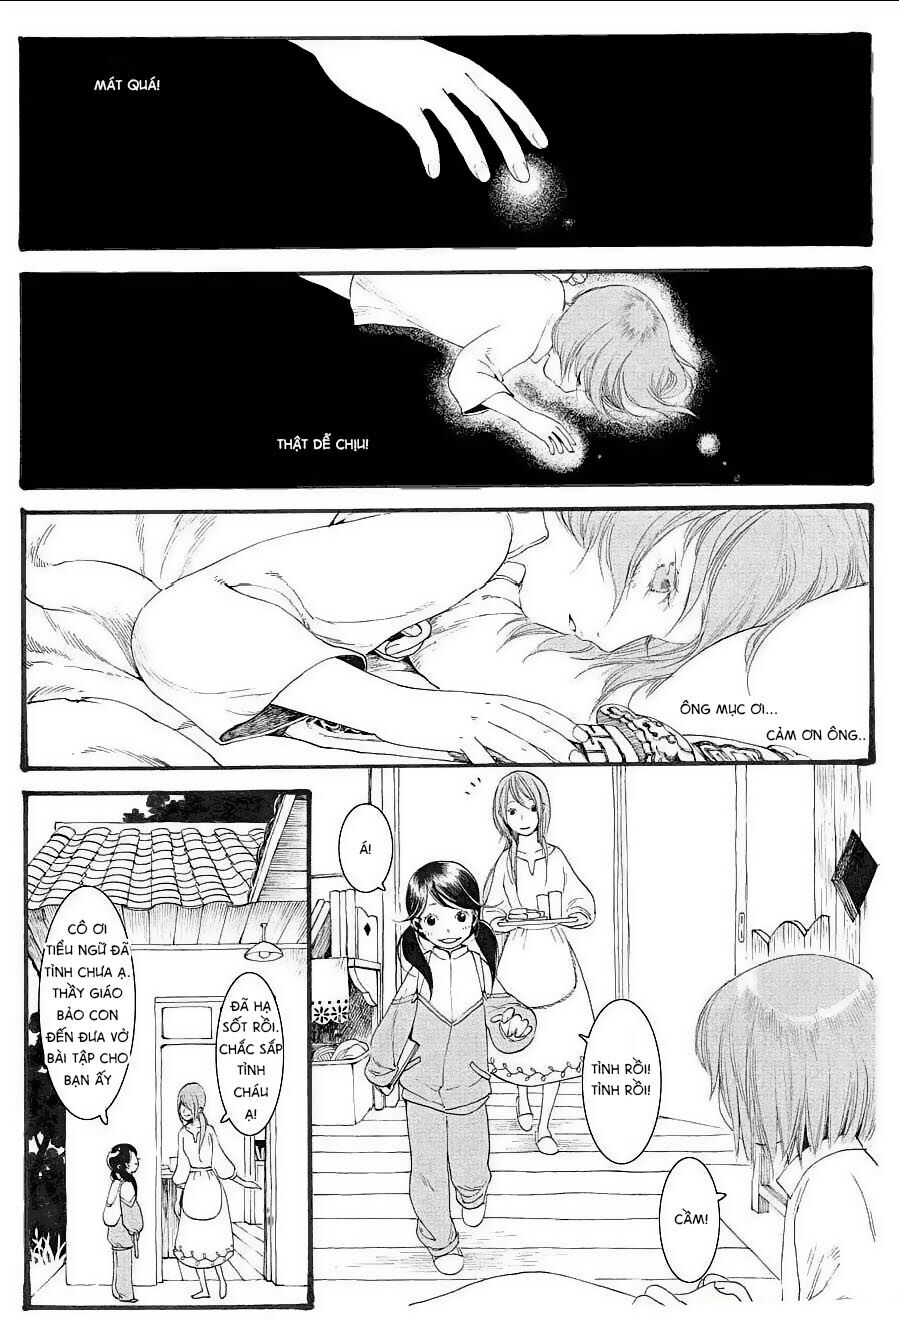 MÁT QUÁ!
THẬT DỄ CHỊU!
ÔNG MỤC ƠI...
CẢM ƠN ÔNG..
CÔ ƠI
TIỂU NGỮ ĐÃ
TỈNH CHƯA Ạ.
THẦY GIÁO
BẢO CON
ĐẾN ĐƯA VỞ
BÀI TẬP CHO
BẠN ẤY
ĐÃ HẠ
SỐT RỒI.
CHẮC SẮP
TỈNH
CHÁU
Ạ!
Á!
TỈNH RỒI!
TỈNH RỒI!
CẦM!